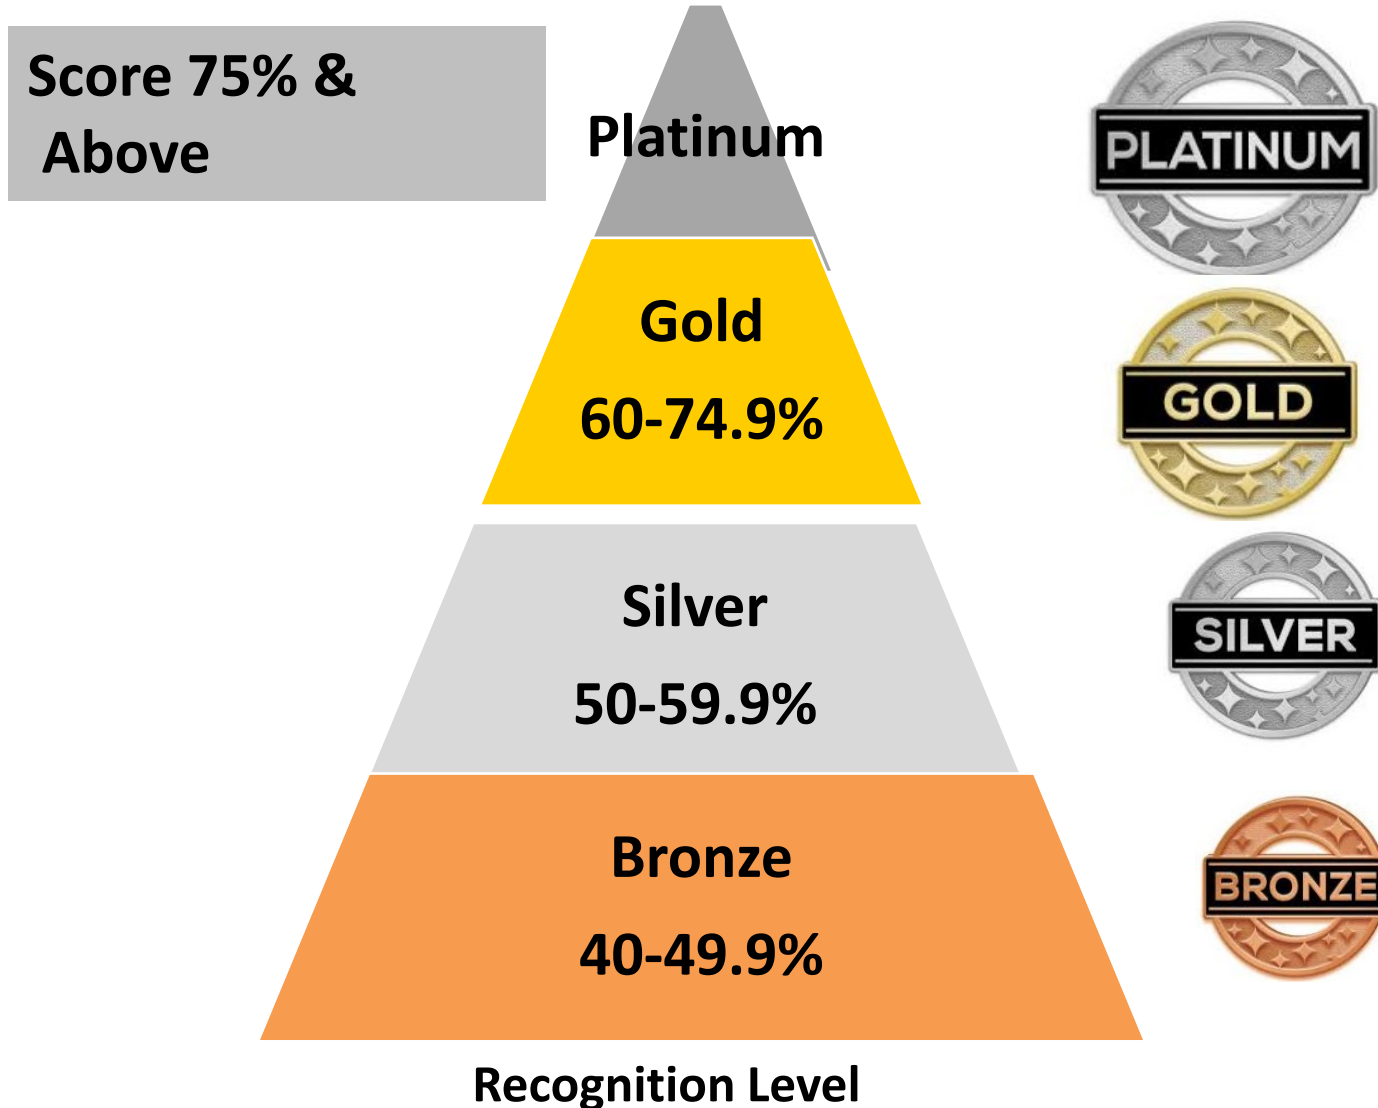 Score 75% &
Above
Platinum
PLATINUM
Gold
60-74.9%
GOLD
Silver
50-59.9%
SILVER
Bronze
40-49.9%
BRONZE
Recognition Level